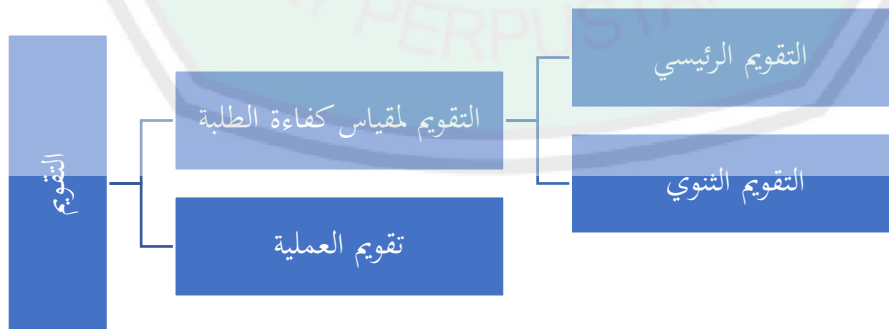 التقويم
التقويم لمقياس كفاءة الطلبة
التقويم الرئيسي
التقويم الثنوي
تقويم العملية